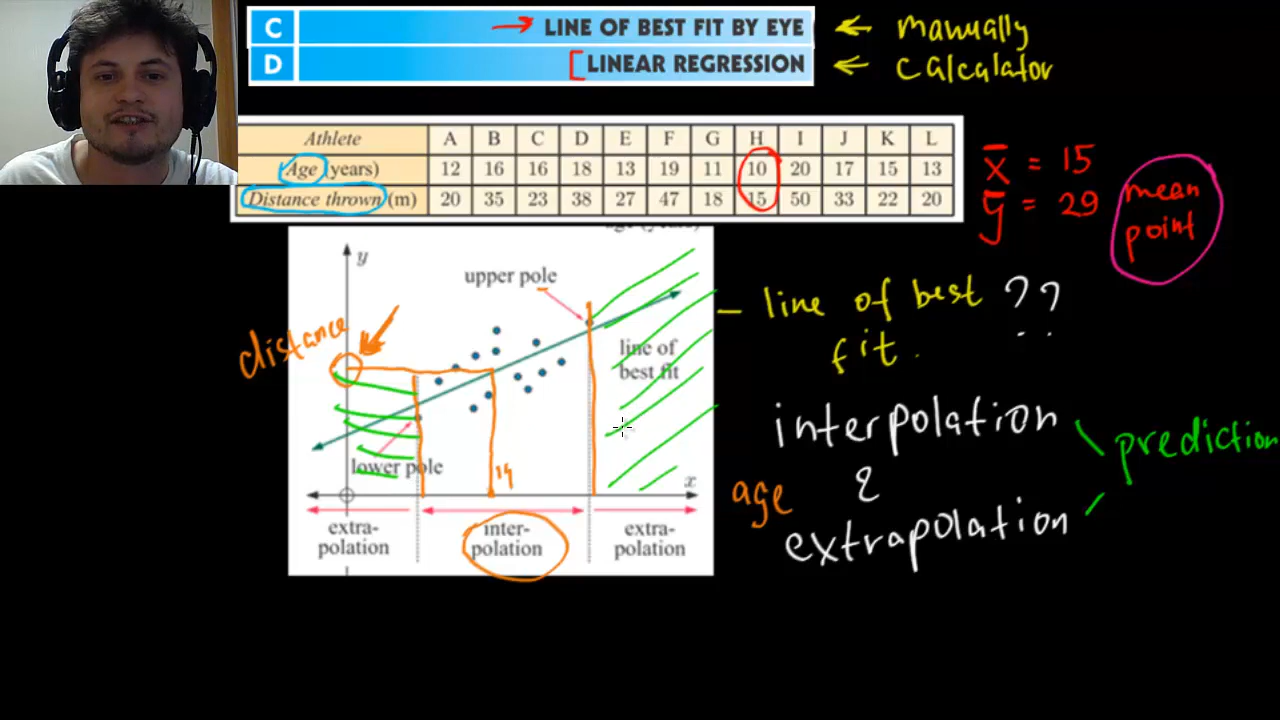 C → LINE OF BEST FIT BY EYE ← manually
D [LINEAR REGRESSION ← calculator
Athlete A B C D E F G H I J K L
Age (years) 12 16 16 18 13 19 11 10 20 17 15 13
Distance thrown (m) 20 35 23 38 27 47 18 15 50 33 22 20
x̄ = 15
ȳ = 29
mean
point
age (years)
y
upper pole
distance
line of
best fit
lower pole
14
x
extra-
polation
inter-
polation
extra-
polation
– line of best ??
fit.
interpolation
age &
extrapolation
prediction